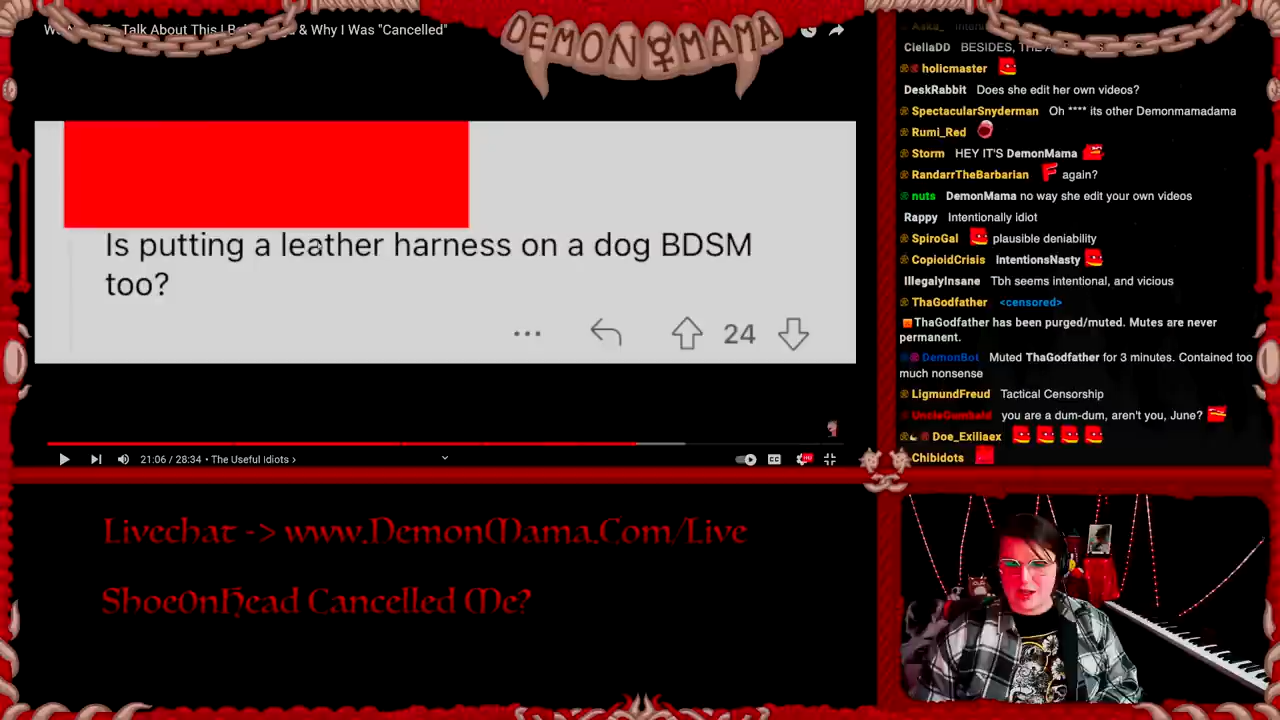 Talk About This | & Why I Was "Cancelled"
DEMON MAMA
Is putting a leather harness on a dog BDSM
too?
... 24
21:06 / 28:34 • The Useful Idiots ›
Livechat -> www.DemonMama.Com/Live
ShoeOnHead Cancelled Me?
CiellaDD BESIDES,
holicmaster
DeskRabbit Does she edit her own videos?
SpectacularSnyderman Oh **** its other Demonmamadama
Rumi_Red
Storm HEY IT'S DemonMama
RandarrTheBarbarian F again?
nuts DemonMama no way she edit your own videos
Rappy Intentionally idiot
SpiroGal plausible deniability
CopioidCrisis IntentionsNasty
IllegalyInsane Tbh seems intentional, and vicious
ThaGodfather <censored>
ThaGodfather has been purged/muted. Mutes are never
permanent.
DemonBot Muted ThaGodfather for 3 minutes. Contained too
much nonsense
LigmundFreud Tactical Censorship
UncleGumbald you are a dum-dum, aren't you, June?
Doe_Exiliaex
Chibidots